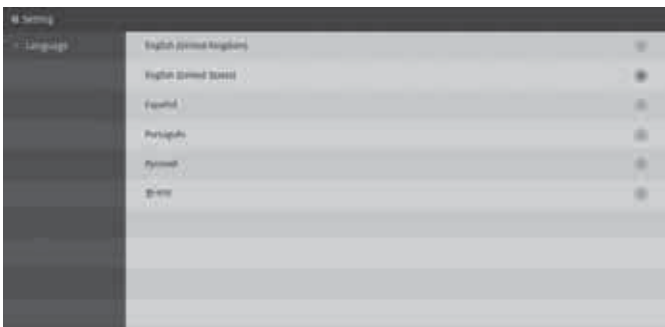 Setting
Language
English (United Kingdom)
English (United States)
Español
Português
Русский